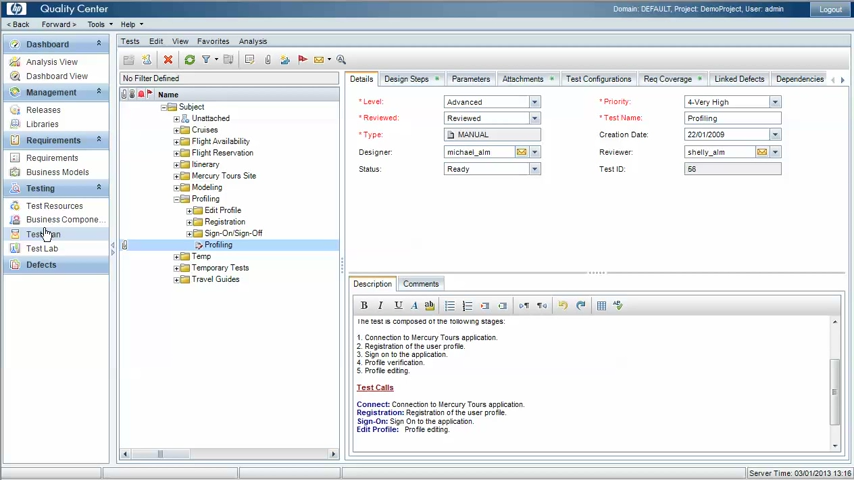 hp Quality Center
Domain: DEFAULT, Project: DemoProject, User: admin
Logout
< Back Forward > Tools Help
Dashboard
Analysis View
Dashboard View
Management
Releases
Libraries
Requirements
Requirements
Business Models
Testing
Test Resources
Business Compone...
Test Lab
Defects
Tests Edit View Favorites Analysis
No Filter Defined
Name
Subject
Unattached
Cruises
Flight Availability
Flight Reservation
Itinerary
Mercury Tours Site
Modeling
Profiling
Edit Profile
Registration
Sign-On/Sign-Off
Profiling
Temp
Temporary Tests
Travel Guides
Details Design Steps Parameters Attachments Test Configurations Req Coverage Linked Defects Dependencies
* Level: Advanced
* Priority: 4-Very High
* Reviewed: Reviewed
* Test Name: Profiling
* Type: MANUAL
Creation Date: 22/01/2009
Designer: michael_alm
Reviewer: shelly_alm
Status: Ready
Test ID: 56
Description Comments
B I U A ab
The test is composed of the following stages:
1. Connection to Mercury Tours application.
2. Registration of the user profile.
3. Sign on to the application.
4. Profile verification.
5. Profile editing.
Test Calls
Connect: Connection to Mercury Tours application.
Registration: Registration of the user profile.
Sign-On: Sign On to the application.
Edit Profile: Profile editing.
Server Time: 03/01/2013 13:16